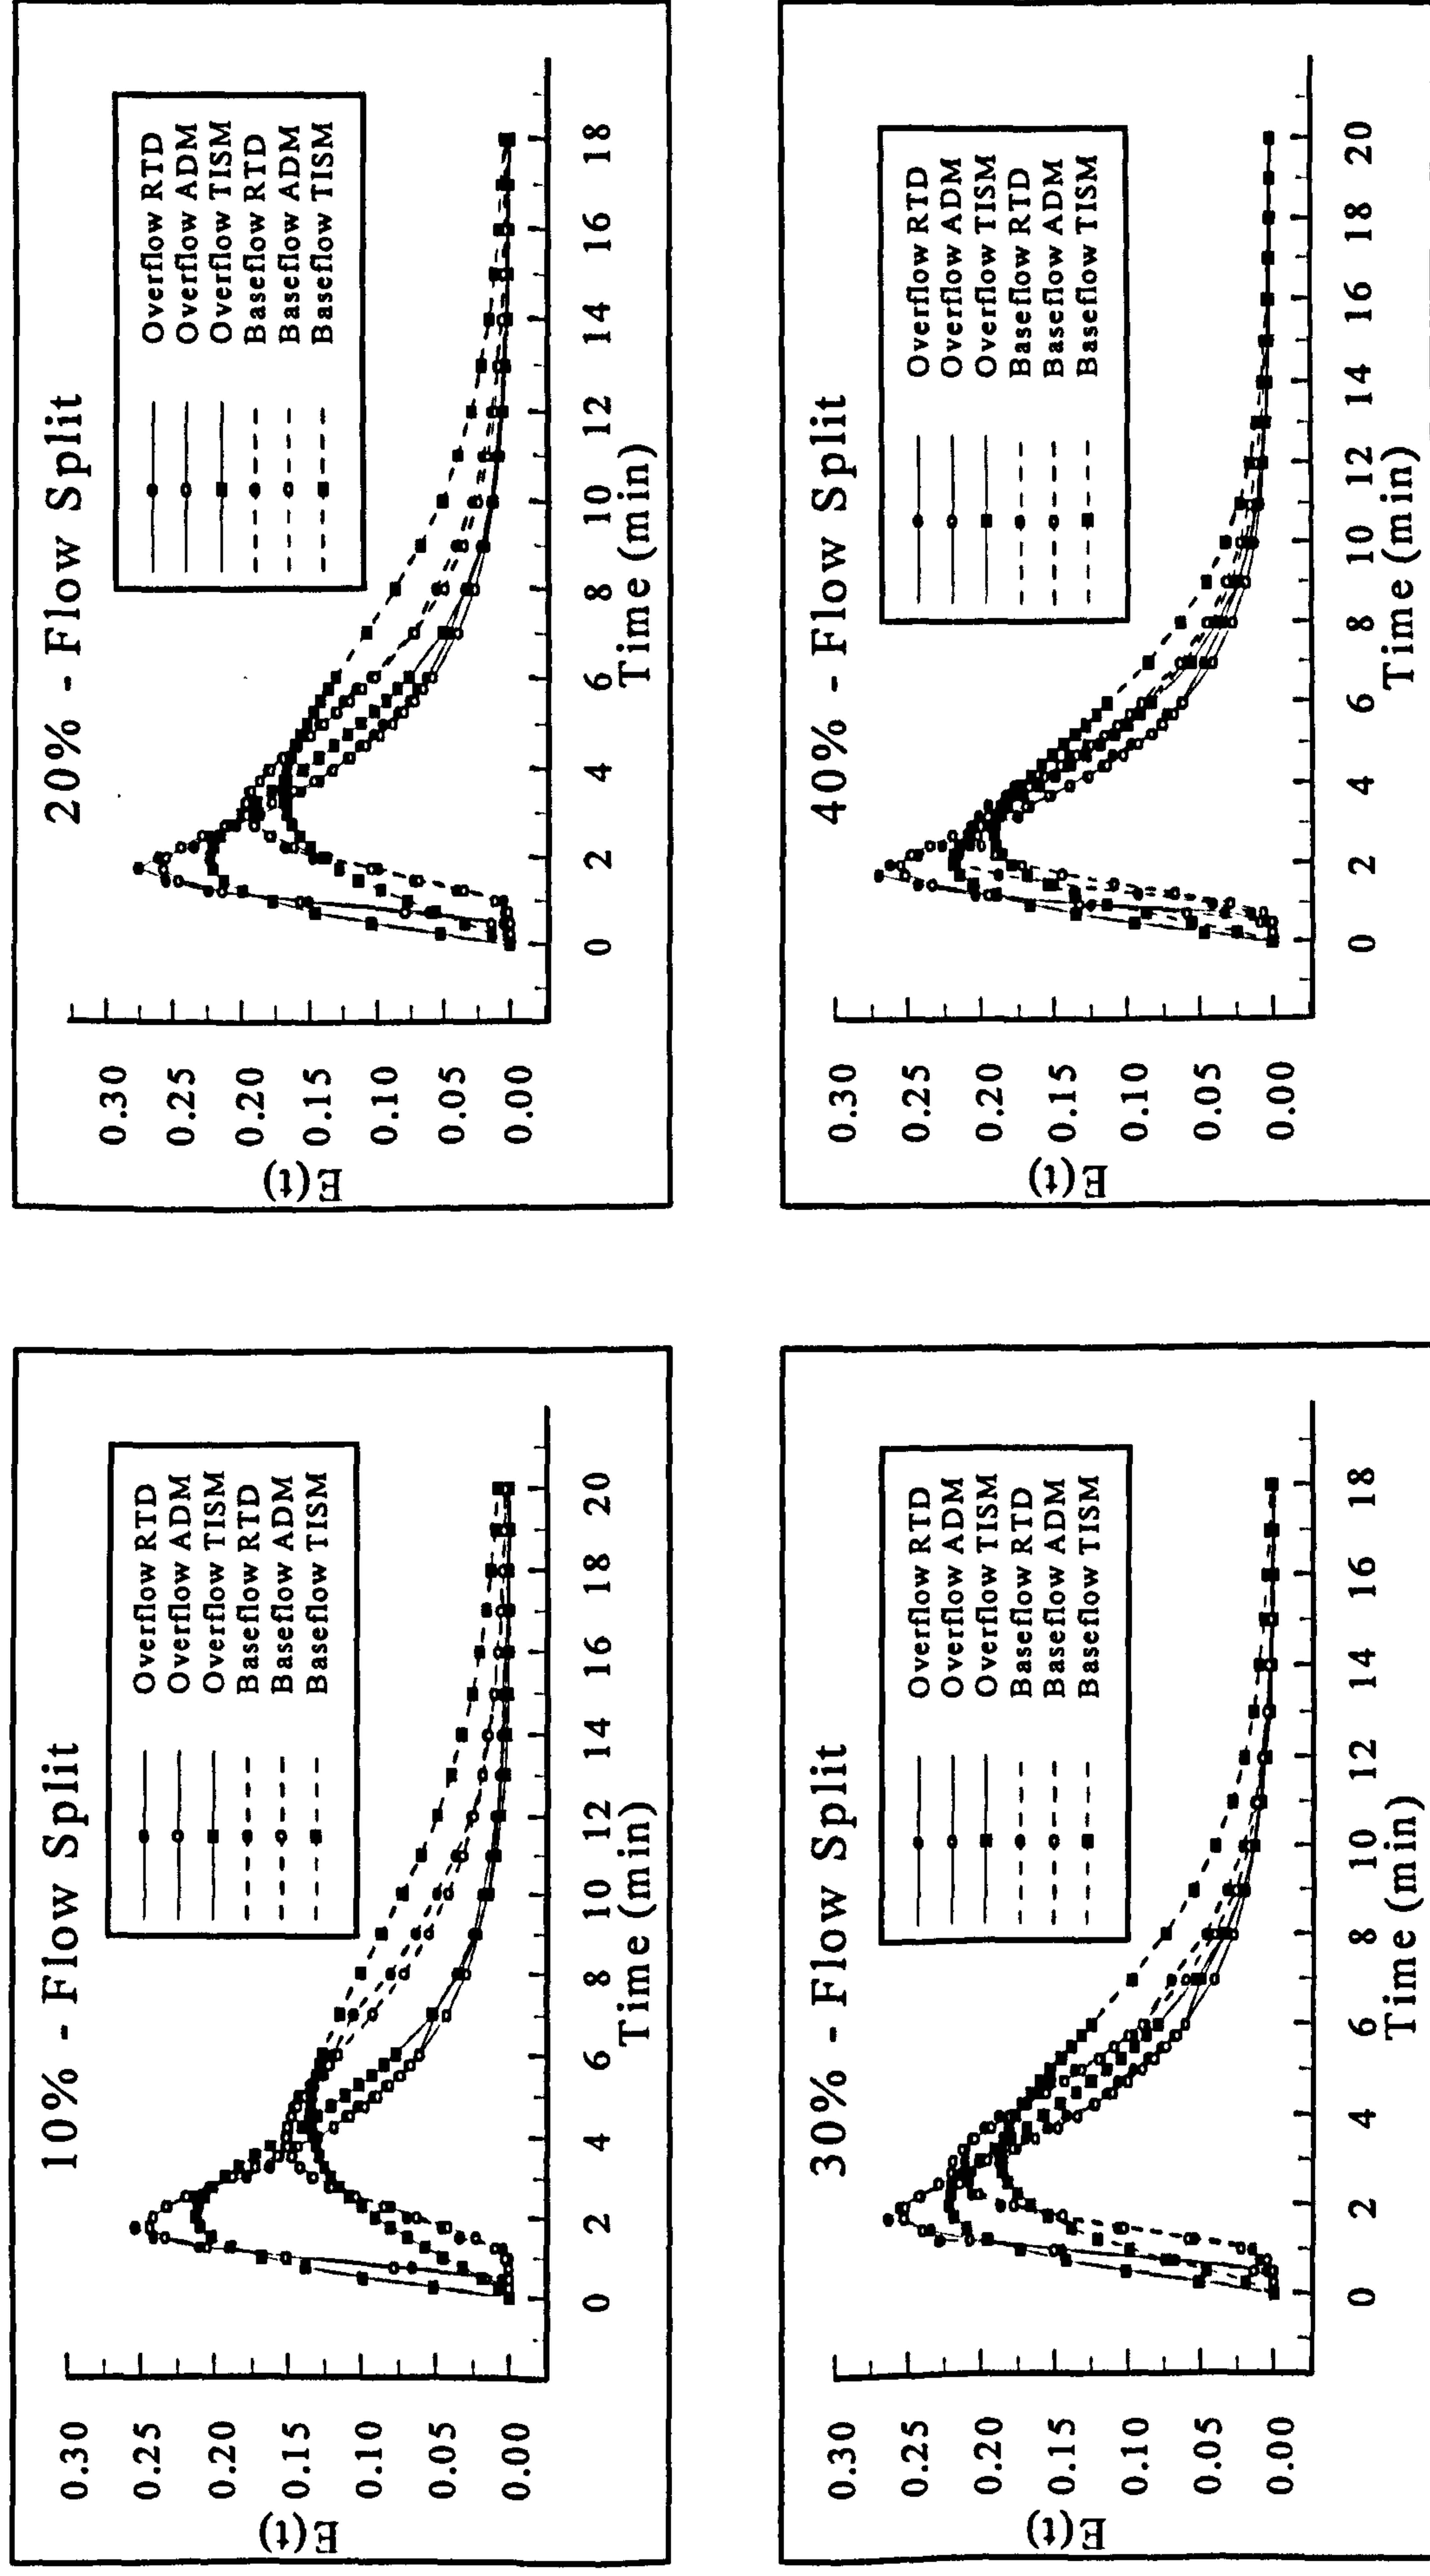 10% - Flow Split
Overflow RTD
Overflow ADM
Overflow TISM
Baseflow RTD
Baseflow ADM
Baseflow TISM
E(t)
0.30
0.25
0.20
0.15
0.10
0.05
0.00
0 2 4 6 8 10 12 14 16 18 20
Time (min)
20% - Flow Split
Overflow RTD
Overflow ADM
Overflow TISM
Baseflow RTD
Baseflow ADM
Baseflow TISM
E(t)
0.30
0.25
0.20
0.15
0.10
0.05
0.00
0 2 4 6 8 10 12 14 16 18
Time (min)
30% - Flow Split
Overflow RTD
Overflow ADM
Overflow TISM
Baseflow RTD
Baseflow ADM
Baseflow TISM
E(t)
0.30
0.25
0.20
0.15
0.10
0.05
0.00
0 2 4 6 8 10 12 14 16 18
Time (min)
40% - Flow Split
Overflow RTD
Overflow ADM
Overflow TISM
Baseflow RTD
Baseflow ADM
Baseflow TISM
E(t)
0.30
0.25
0.20
0.15
0.10
0.05
0.00
0 2 4 6 8 10 12 14 16 18 20
Time (min)